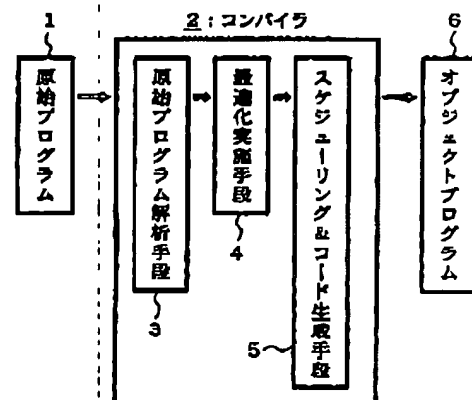 1
2:コンパイラ
6
原始プログラム
原始プログラム解析手段
最適化実施手段
スケジューリング&コード生成手段
オブジェクトプログラム
3
4
5